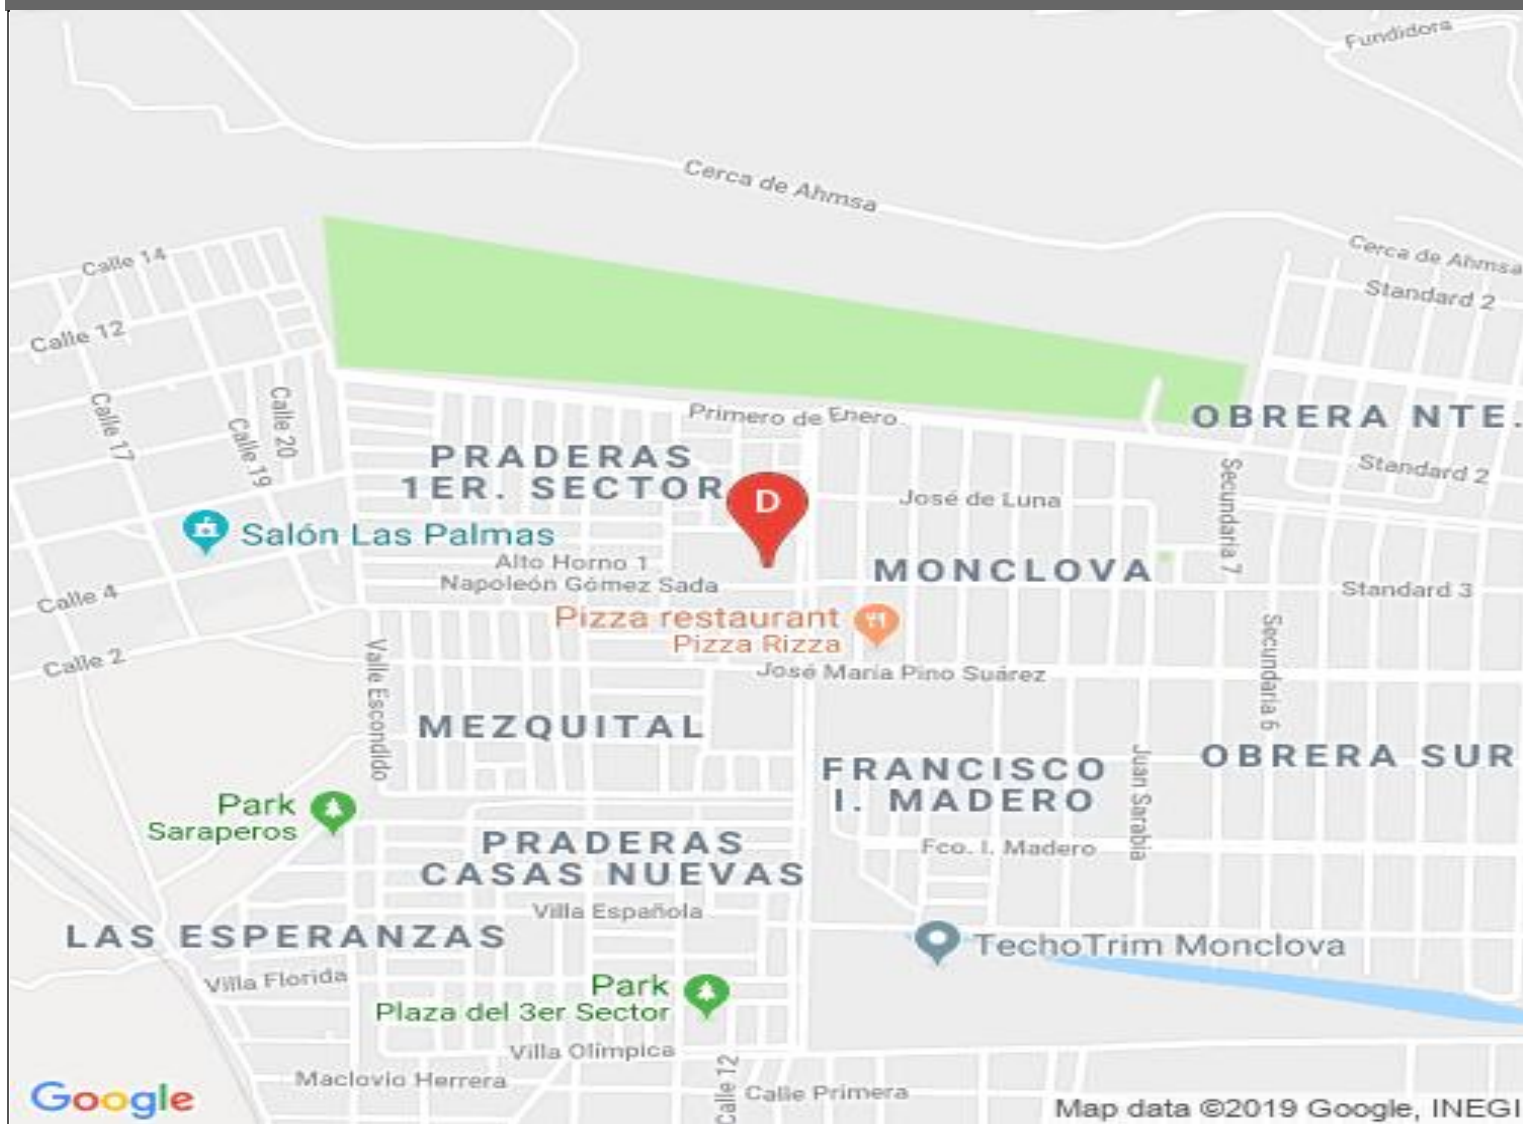 Fundidora
Cerca de Ahmsa
Cerca de Ahmsa
Calle 14
Standard 2
Calle 12
Calle 17
Calle 19
Calle 20
Primero de Enero
OBRERA NTE.
PRADERAS
1ER. SECTOR
D
Standard 2
José de Luna
Secundaria 7
Salón Las Palmas
Alto Horno 1
Napoleón Gómez Sada
MONCLOVA
Standard 3
Calle 4
Pizza restaurant
Pizza Rizza
Calle 2
José María Pino Suárez
Secundaria 6
Valle Escondido
MEZQUITAL
FRANCISCO
I. MADERO
Juan Sarabia
OBRERA SUR
Park
Saraperos
PRADERAS
CASAS NUEVAS
Fco. I. Madero
Villa Española
LAS ESPERANZAS
TechoTrim Monclova
Villa Florida
Park
Plaza del 3er Sector
Villa Olímpica
Maclovio Herrera
Calle 12
Calle Primera
Google
Map data ©2019 Google, INEGI